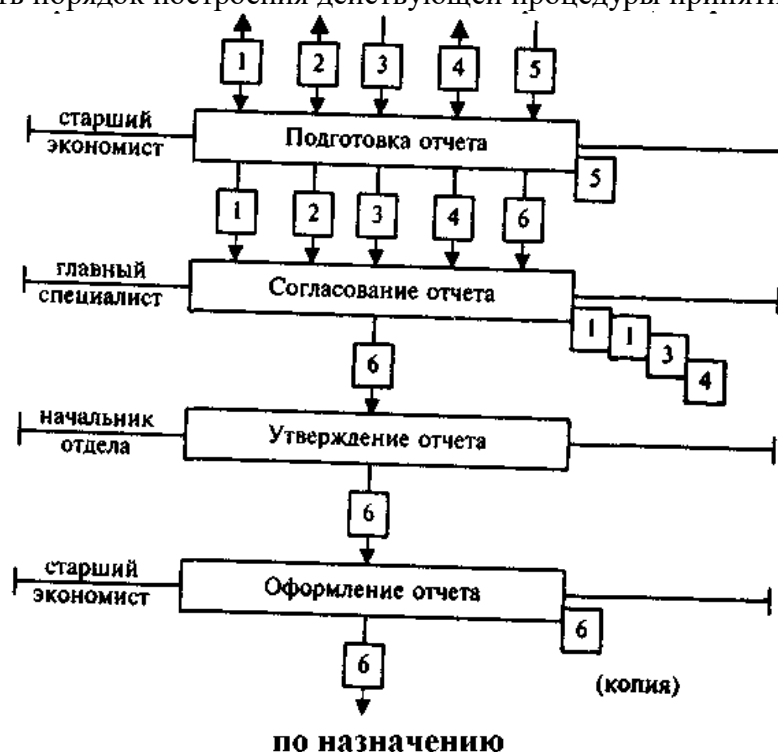 порядок построения действующей процедуры
1 2 3 4 5
старший
экономист
Подготовка отчета
5
1 2 3 4 6
главный
специалист
Согласование отчета
1 1 3 4
6
начальник
отдела
Утверждение отчета
6
старший
экономист
Оформление отчета
6
6
(копия)
по назначению